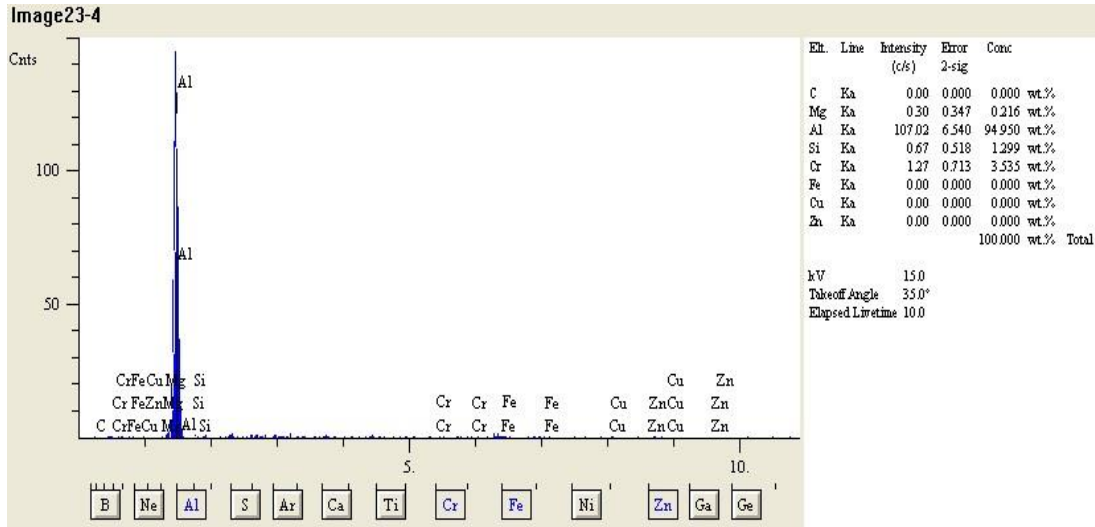 Image23-4
Cnts
100
50
Al
Al
CrFeCu Mg Si
Cr FeZnMg Si
C CrFeCu Mg Al Si
Cr Cr Fe Fe Cu ZnCu Zn
Cr Cr Fe Fe Cu ZnCu Zn
Cu Zn
5. 10.
B Ne Al S Ar Ca Ti Cr Fe Ni Zn Ga Ge
Elt. Line Intensity Error Conc
(c/s) 2-sig
C Ka 0.00 0.000 0.000 wt.%
Mg Ka 0.30 0.347 0.216 wt.%
Al Ka 107.02 6.540 94.950 wt.%
Si Ka 0.67 0.518 1.299 wt.%
Cr Ka 1.27 0.713 3.535 wt.%
Fe Ka 0.00 0.000 0.000 wt.%
Cu Ka 0.00 0.000 0.000 wt.%
Zn Ka 0.00 0.000 0.000 wt.%
100.000 wt.% Total
kV 15.0
Takeoff Angle 35.0°
Elapsed Livetime 10.0